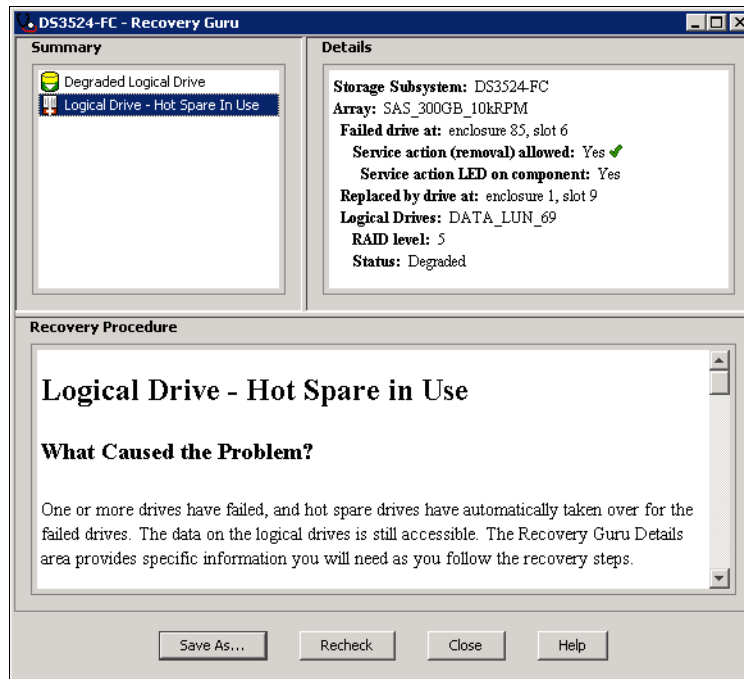 DS3524-FC - Recovery Guru
Summary
Degraded Logical Drive
Logical Drive - Hot Spare In Use
Details
Storage Subsystem: DS3524-FC
Array: SAS_300GB_10kRPM
Failed drive at: enclosure 85, slot 6
Service action (removal) allowed: Yes
Service action LED on component: Yes
Replaced by drive at: enclosure 1, slot 9
Logical Drives: DATA_LUN_69
RAID level: 5
Status: Degraded
Recovery Procedure
Logical Drive - Hot Spare in Use
What Caused the Problem?
One or more drives have failed, and hot spare drives have automatically taken over for the
failed drives. The data on the logical drives is still accessible. The Recovery Guru Details
area provides specific information you will need as you follow the recovery steps.
Save As...
Recheck
Close
Help